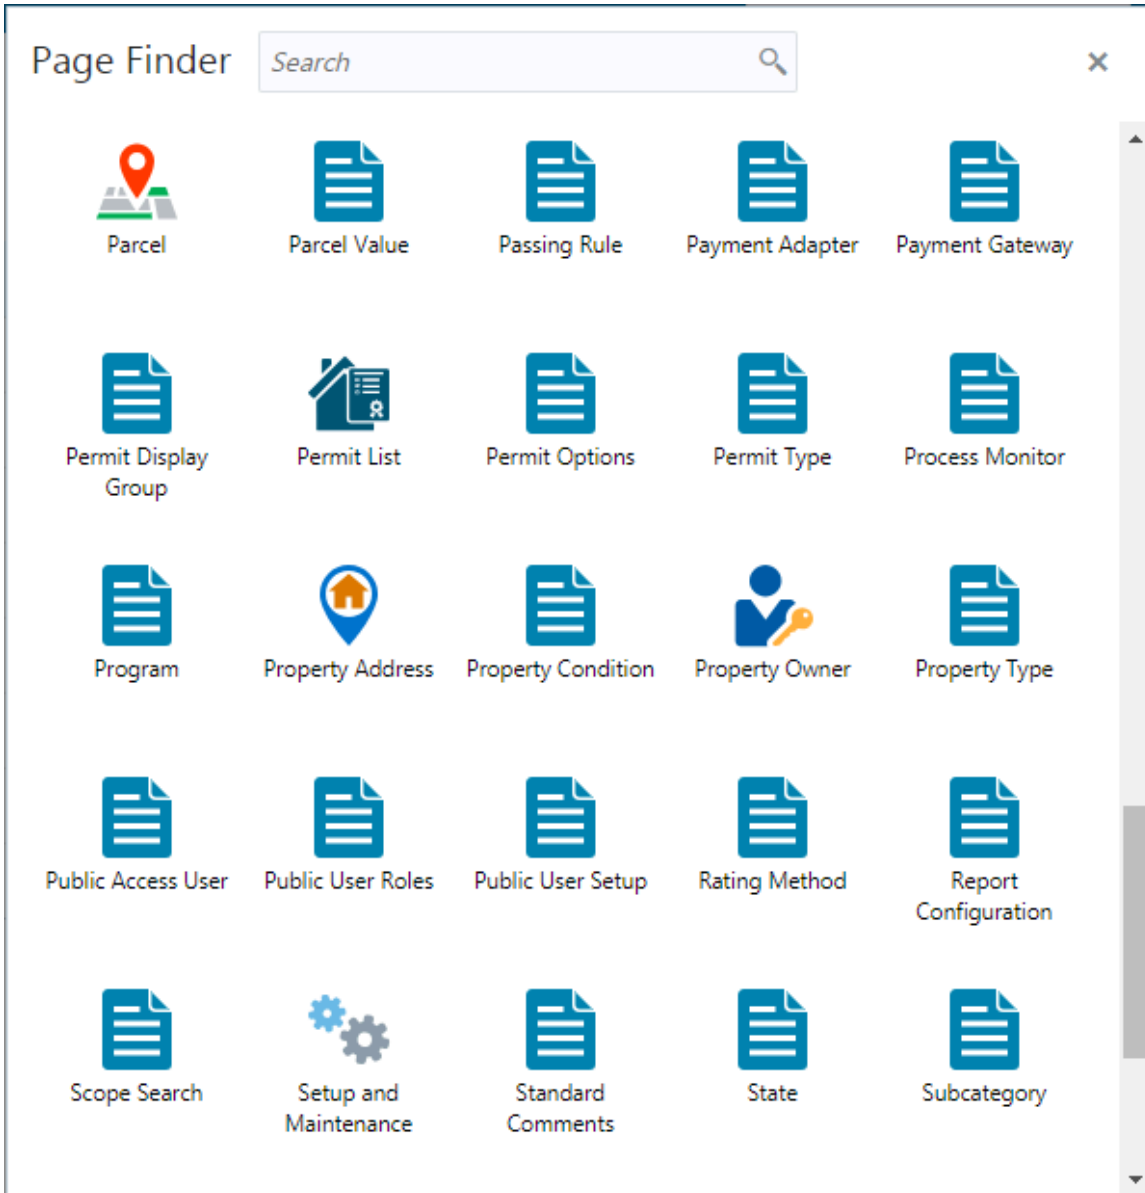 Page Finder
Search
Parcel
Parcel Value
Passing Rule
Payment Adapter
Payment Gateway
Permit Display
Group
Permit List
Permit Options
Permit Type
Process Monitor
Program
Property Address
Property Condition
Property Owner
Property Type
Public Access User
Public User Roles
Public User Setup
Rating Method
Report
Configuration
Scope Search
Setup and
Maintenance
Standard
Comments
State
Subcategory